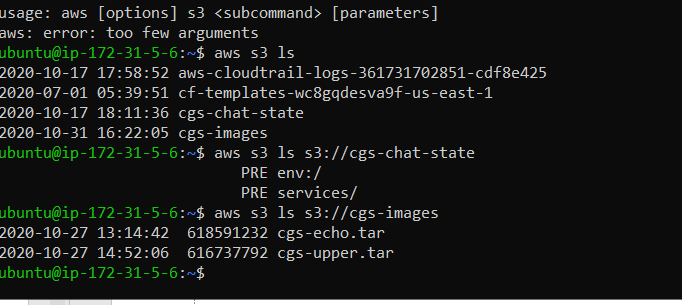 usage: aws [options] s3 <subcommand> [parameters]
aws: error: too few arguments
ubuntu@ip-172-31-5-6:~$ aws s3 ls
2020-10-17 17:58:52 aws-cloudtrail-logs-361731702851-cdf8e425
2020-07-01 05:39:51 cf-templates-wc8gqdesva9f-us-east-1
2020-10-17 18:11:36 cgs-chat-state
2020-10-31 16:22:05 cgs-images
ubuntu@ip-172-31-5-6:~$ aws s3 ls s3://cgs-chat-state
                           PRE env:/
                           PRE services/
ubuntu@ip-172-31-5-6:~$ aws s3 ls s3://cgs-images
2020-10-27 13:14:42  618591232 cgs-echo.tar
2020-10-27 14:52:06  616737792 cgs-upper.tar
ubuntu@ip-172-31-5-6:~$